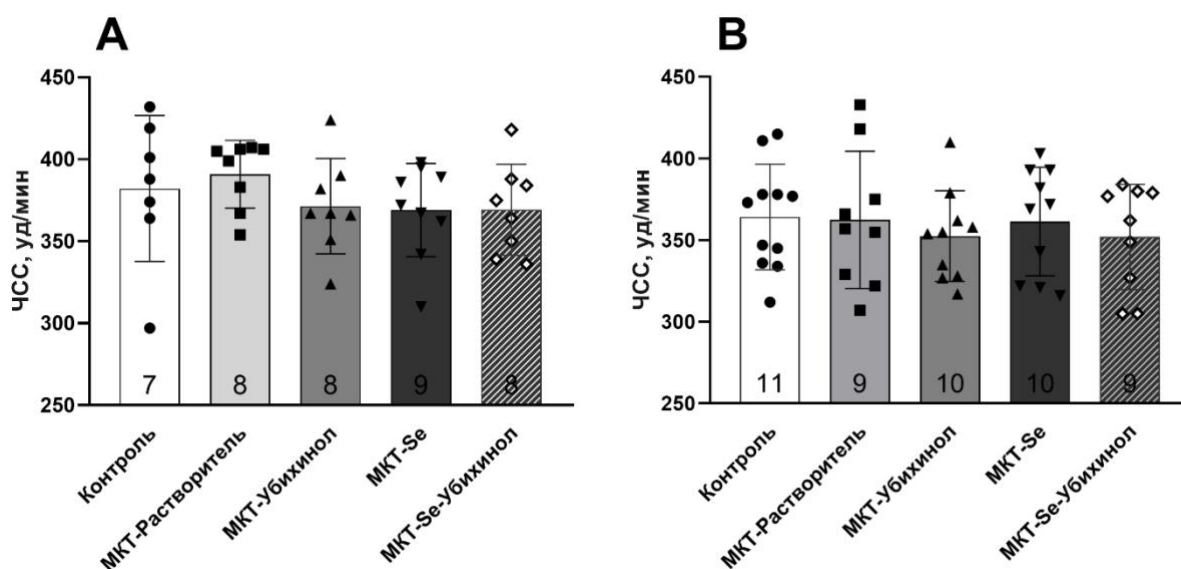 A
ЧСС, уд/мин
450
400
350
300
250
7
8
8
9
8
Контроль
МКТ-Растворитель
МКТ-Убихинол
МКТ-Se
МКТ-Se-Убихинол
B
ЧСС, уд/мин
450
400
350
300
250
11
9
10
10
9
Контроль
МКТ-Растворитель
МКТ-Убихинол
МКТ-Se
МКТ-Se-Убихинол